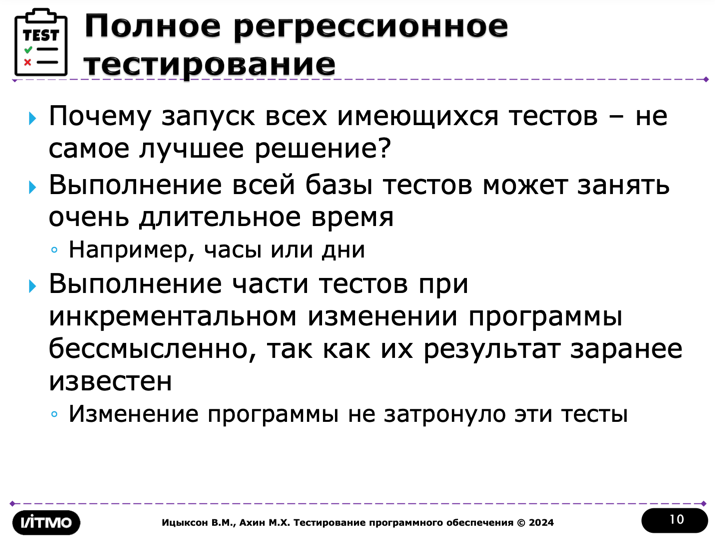 TEST
Полное регрессионное
тестирование
Почему запуск всех имеющихся тестов – не
самое лучшее решение?
Выполнение всей базы тестов может занять
очень длительное время
Например, часы или дни
Выполнение части тестов при
инкрементальном изменении программы
бессмысленно, так как их результат заранее
известен
Изменение программы не затронуло эти тесты
ИТМО
Ицыксон В.М., Ахин М.Х. Тестирование программного обеспечения © 2024
10